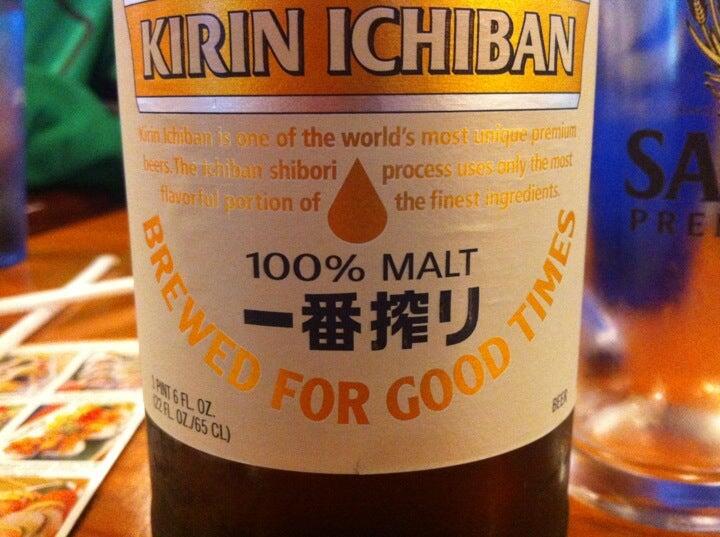 KIRIN ICHIBAN
Kirin Ichiban is one of the world's most unique premium
beers. The ichiban shibori process uses only the most
flavorful portion of the finest ingredients.
100% MALT
一番搾り
BREWED FOR GOOD TIMES
1 PINT 6 FL. OZ.
(22 FL. OZ./65 CL)
BEER
SA
PRE